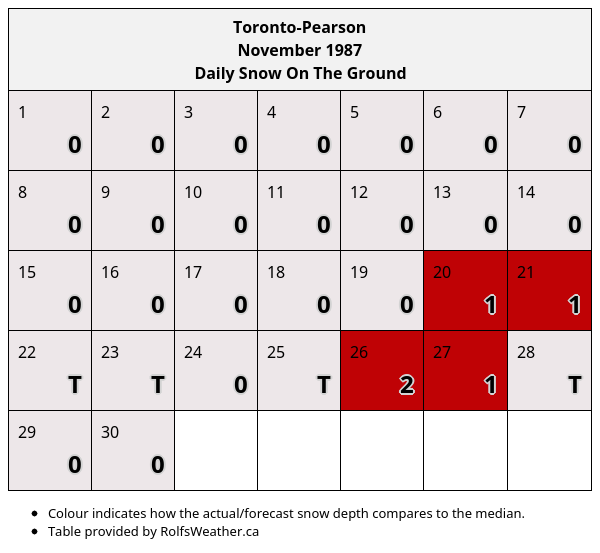 Toronto-Pearson
November 1987
Daily Snow On The Ground
1 2 3 4 5 6 7
0 0 0 0 0 0 0
8 9 10 11 12 13 14
0 0 0 0 0 0 0
15 16 17 18 19 20 21
0 0 0 0 0 1 1
22 23 24 25 26 27 28
T T 0 T 2 1 T
29 30
0 0
• Colour indicates how the actual/forecast snow depth compares to the median.
• Table provided by RolfsWeather.ca